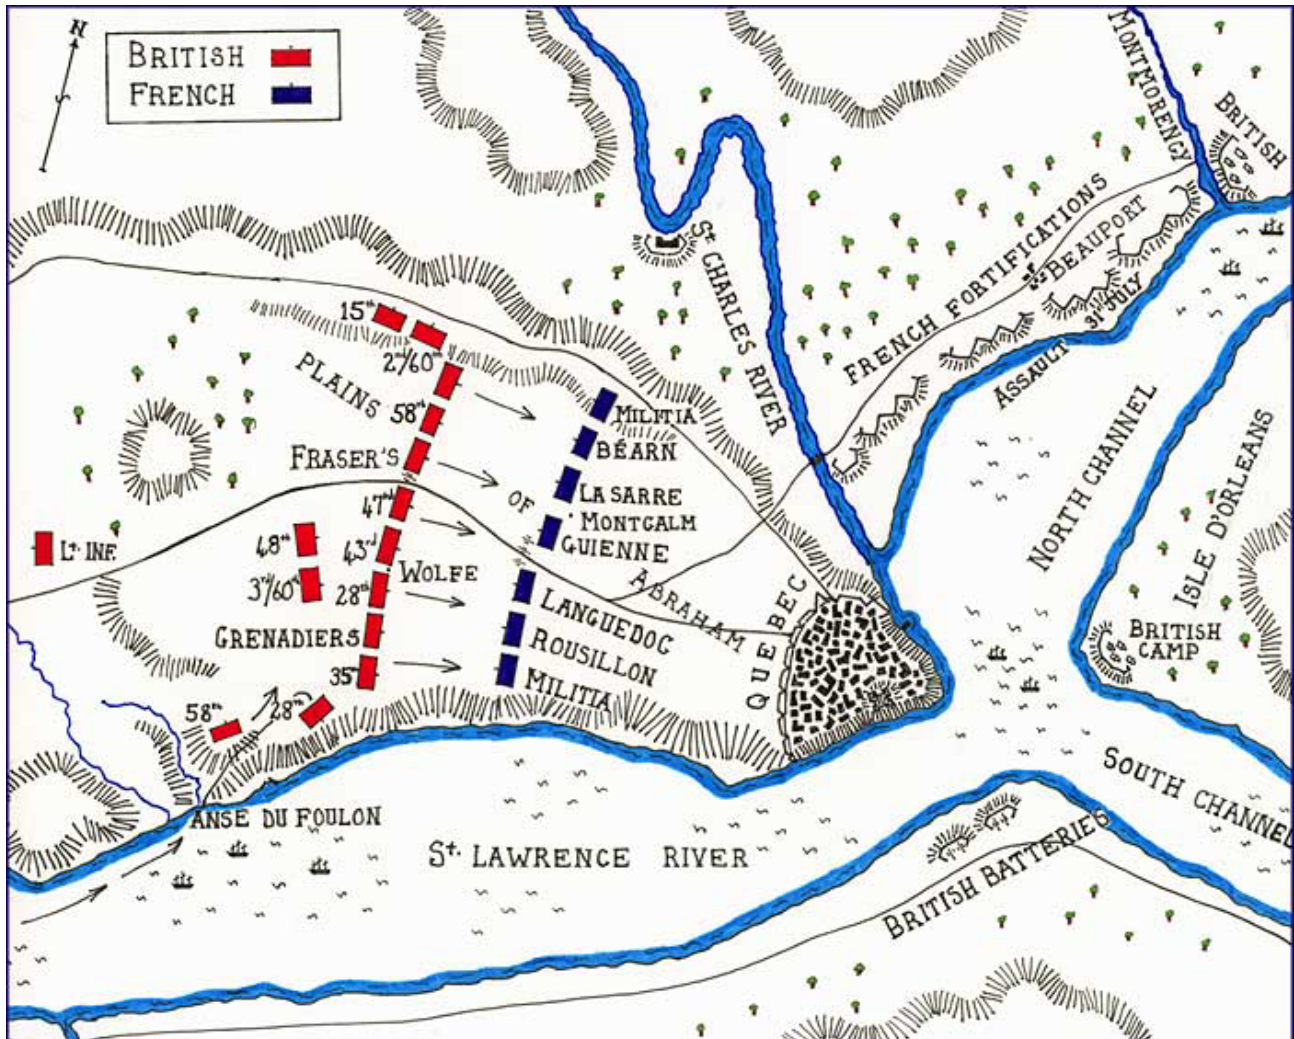 N
S
BRITISH
FRENCH
MONTMORENCY
BRITISH
St. CHARLES RIVER
FRENCH FORTIFICATIONS
BEAUPORT
ASSAULT 31st JULY
NORTH CHANNEL
ISLE D'ORLEANS
BRITISH
CAMP
SOUTH CHANNEL
15th
2nd/60th
PLAINS
58th
FRASER'S
47th
OF
MILITIA
BÉARN
LA SARRE
MONTGALM
GUIENNE
ABRAHAM
Lt. INF.
48th
3rd/60th
43rd
WOLFE
28th
GRENADIERS
35th
LANGUEDOC
ROUSILLON
MILITIA
QUEBEC
58th
28th
ANSE DU FOULON
St. LAWRENCE RIVER
BRITISH BATTERIES